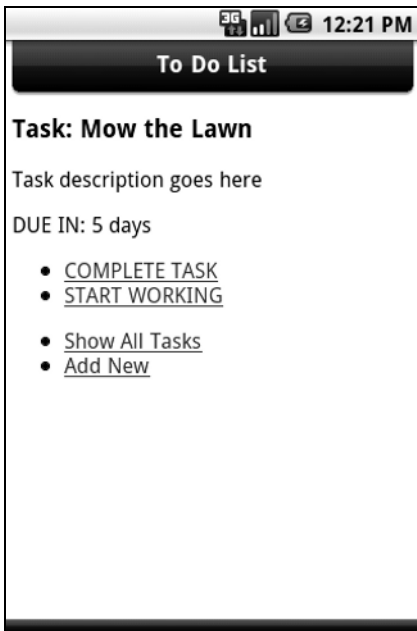 3G 12:21 PM
To Do List
Task: Mow the Lawn
Task description goes here
DUE IN: 5 days
COMPLETE TASK
START WORKING
Show All Tasks
Add New